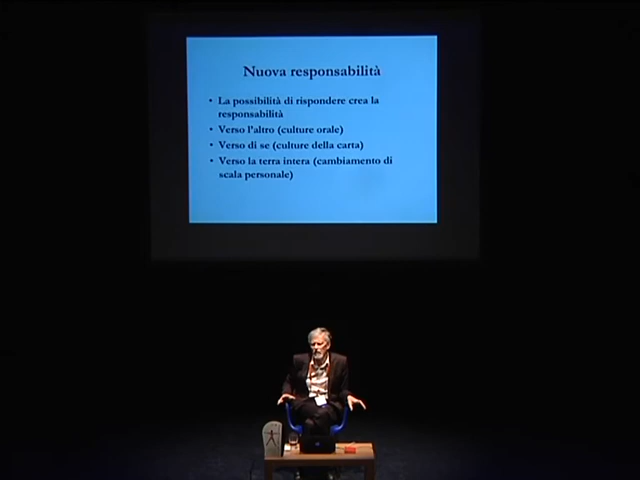 Nuova responsabilità
• La possibilità di rispondere crea la
responsabilità
• Verso l'altro (culture orale)
• Verso di se (culture della carta)
• Verso la terra intera (cambiamento di
scala personale)